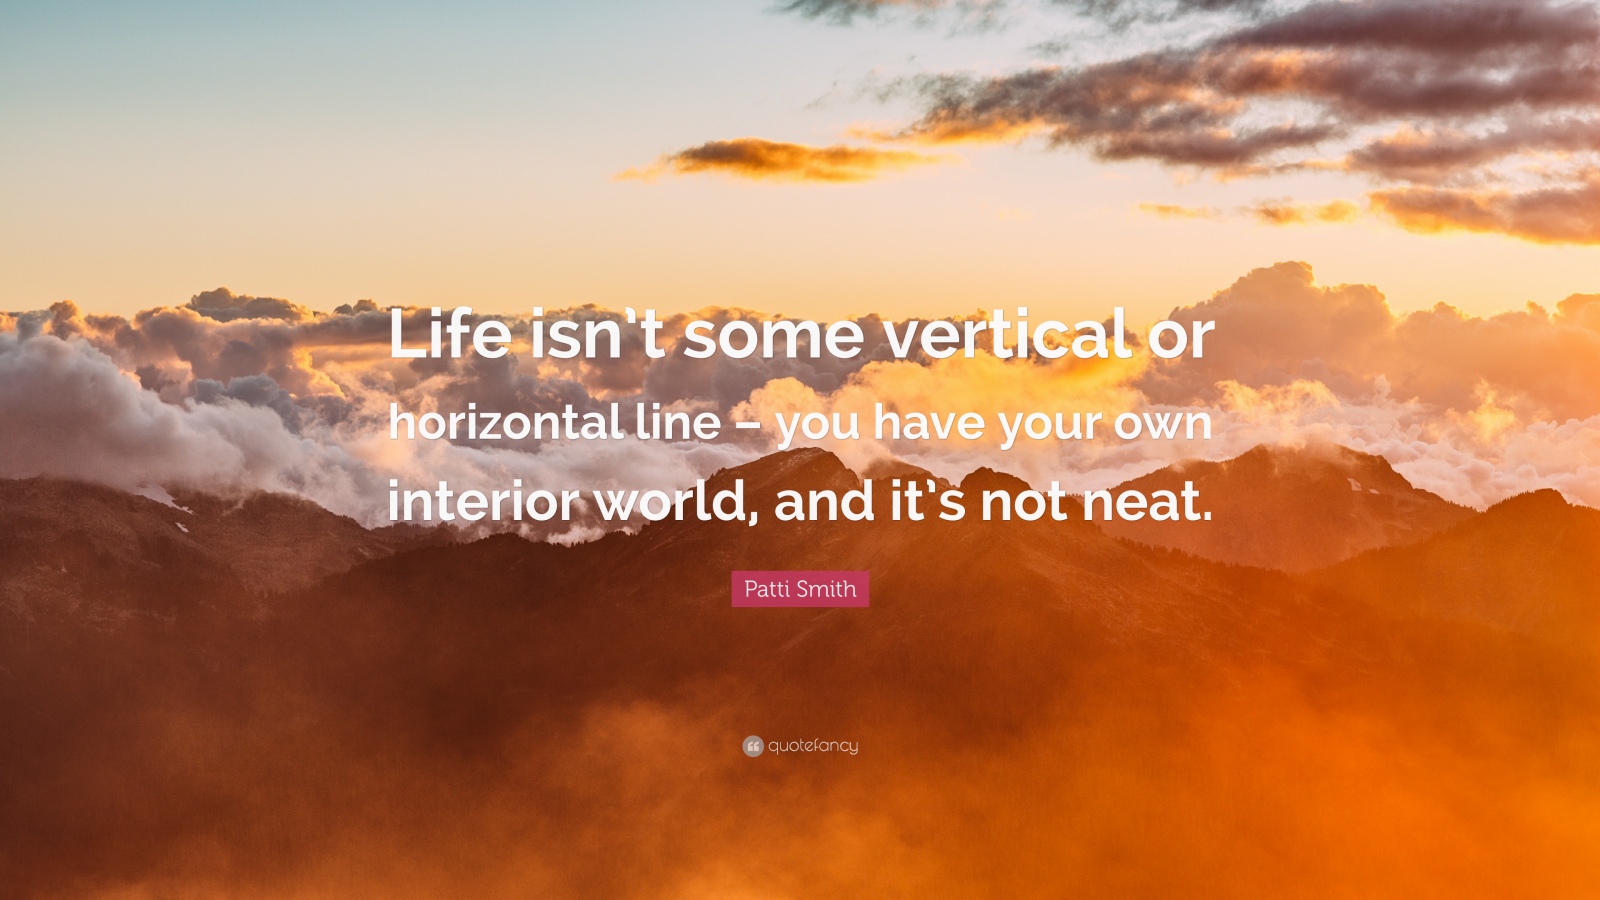 Life isn’t some vertical or
horizontal line – you have your own
interior world, and it’s not neat.
Patti Smith
quotefancy